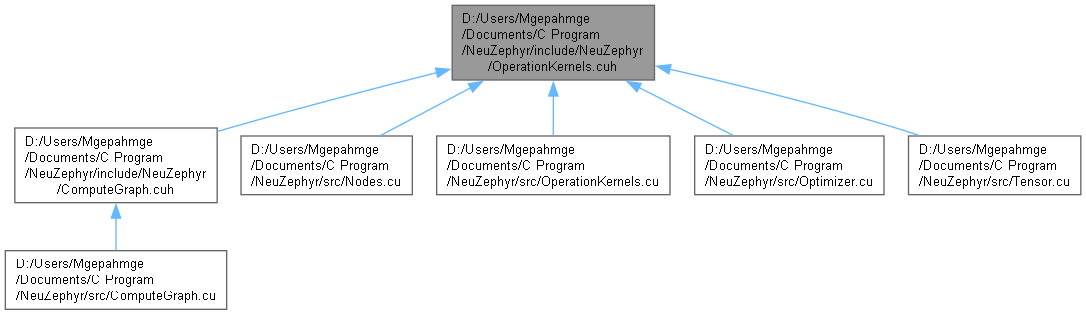 D:/Users/Mgepahmge
/Documents/C Program
/NeuZephyr/include/NeuZephyr
/OperationKernels.cuh
D:/Users/Mgepahmge
/Documents/C Program
/NeuZephyr/include/NeuZephyr
/ComputeGraph.cuh
D:/Users/Mgepahmge
/Documents/C Program
/NeuZephyr/src/Nodes.cu
D:/Users/Mgepahmge
/Documents/C Program
/NeuZephyr/src/OperationKernels.cu
D:/Users/Mgepahmge
/Documents/C Program
/NeuZephyr/src/Optimizer.cu
D:/Users/Mgepahmge
/Documents/C Program
/NeuZephyr/src/Tensor.cu
D:/Users/Mgepahmge
/Documents/C Program
/NeuZephyr/src/ComputeGraph.cu